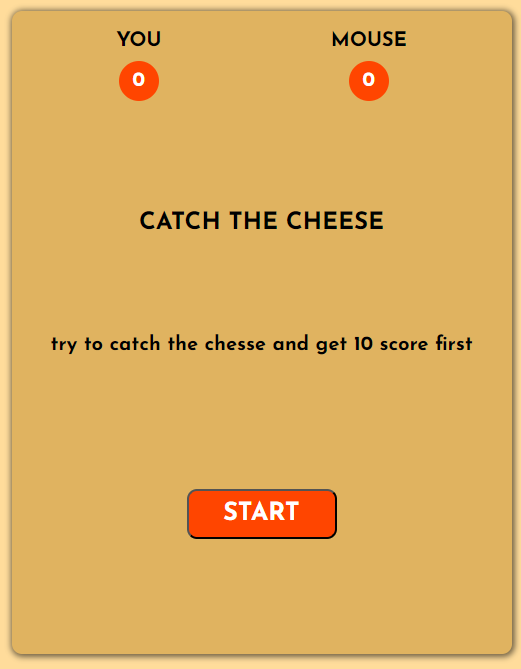 YOU MOUSE
0 0
CATCH THE CHEESE
try to catch the chesse and get 10 score first
START